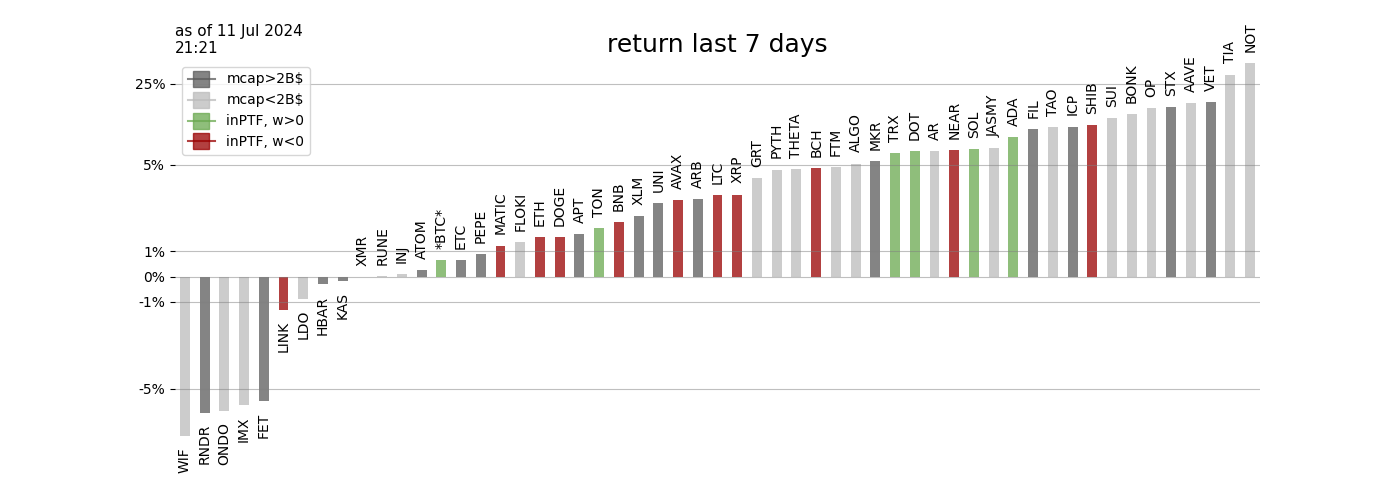 as of 11 Jul 2024
21:21
return last 7 days
mcap>2B$
mcap<2B$
inPTF, w>0
inPTF, w<0
25%
5%
1%
0%
-1%
-5%
WIF
RNDR
ONDO
IMX
FET
LINK
LDO
HBAR
KAS
XMR
RUNE
INJ
ATOM
*BTC*
ETC
PEPE
MATIC
FLOKI
ETH
DOGE
APT
TON
BNB
XLM
UNI
AVAX
ARB
LTC
XRP
GRT
PYTH
THETA
BCH
FTM
ALGO
MKR
TRX
DOT
AR
NEAR
SOL
JASMY
ADA
FIL
TAO
ICP
SHIB
SUI
BONK
OP
STX
AAVE
VET
TIA
NOT